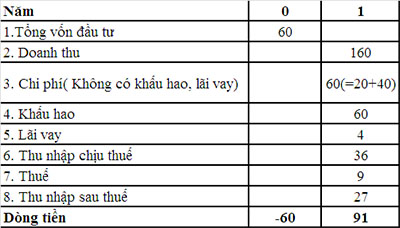 Năm 0 1
1.Tổng vốn đầu tư 60
2. Doanh thu 160
3. Chi phí( Không có khấu hao, lãi vay) 60(=20+40)
4. Khấu hao 60
5. Lãi vay 4
6. Thu nhập chịu thuế 36
7. Thuế 9
8. Thu nhập sau thuế 27
Dòng tiền -60 91